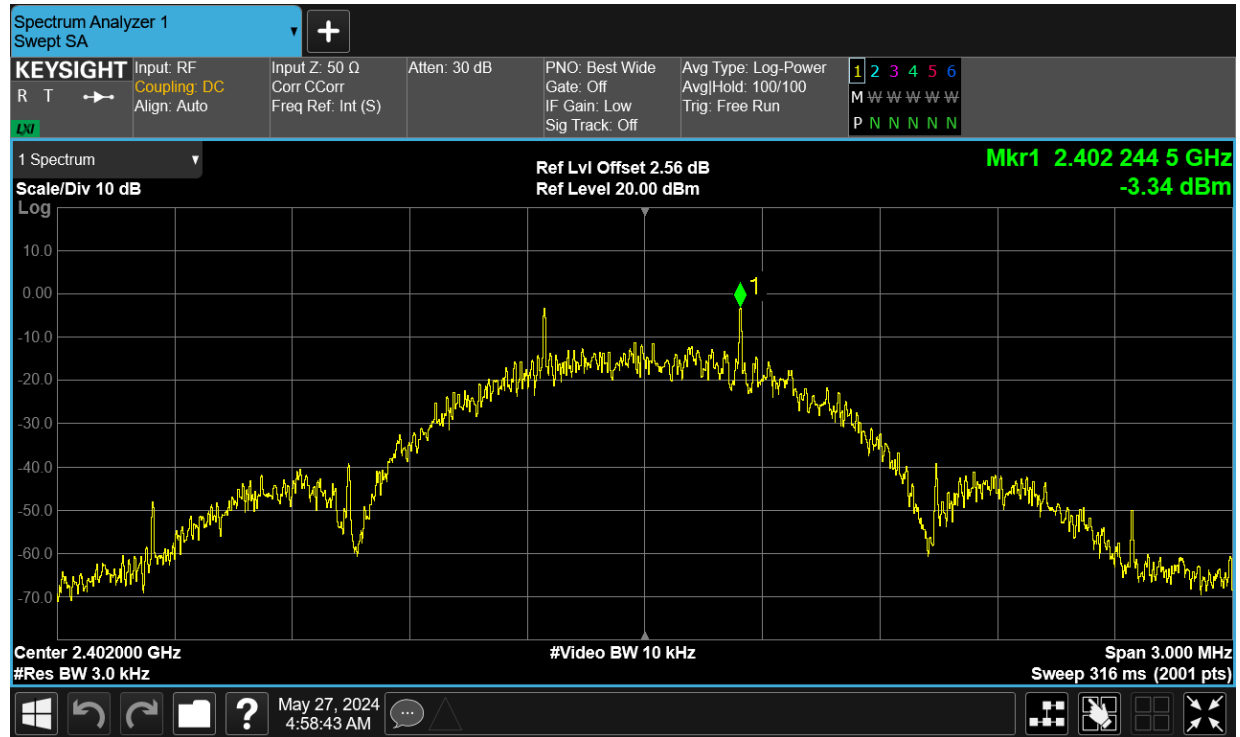 Spectrum Analyzer 1
Swept SA
+
KEYSIGHT
R T
LXI
Input: RF
Coupling: DC
Align: Auto
Input Z: 50 Ω
Corr CCorr
Freq Ref: Int (S)
Atten: 30 dB
PNO: Best Wide
Gate: Off
IF Gain: Low
Sig Track: Off
Avg Type: Log-Power
Avg|Hold: 100/100
Trig: Free Run
1 2 3 4 5 6
M W W W W W
P N N N N N
1 Spectrum
Scale/Div 10 dB
Log
Ref Lvl Offset 2.56 dB
Ref Level 20.00 dBm
Mkr1 2.402 244 5 GHz
-3.34 dBm
10.0
0.00
-10.0
-20.0
-30.0
-40.0
-50.0
-60.0
-70.0
1
Center 2.402000 GHz
#Res BW 3.0 kHz
#Video BW 10 kHz
Span 3.000 MHz
Sweep 316 ms (2001 pts)
?
May 27, 2024
4:58:43 AM